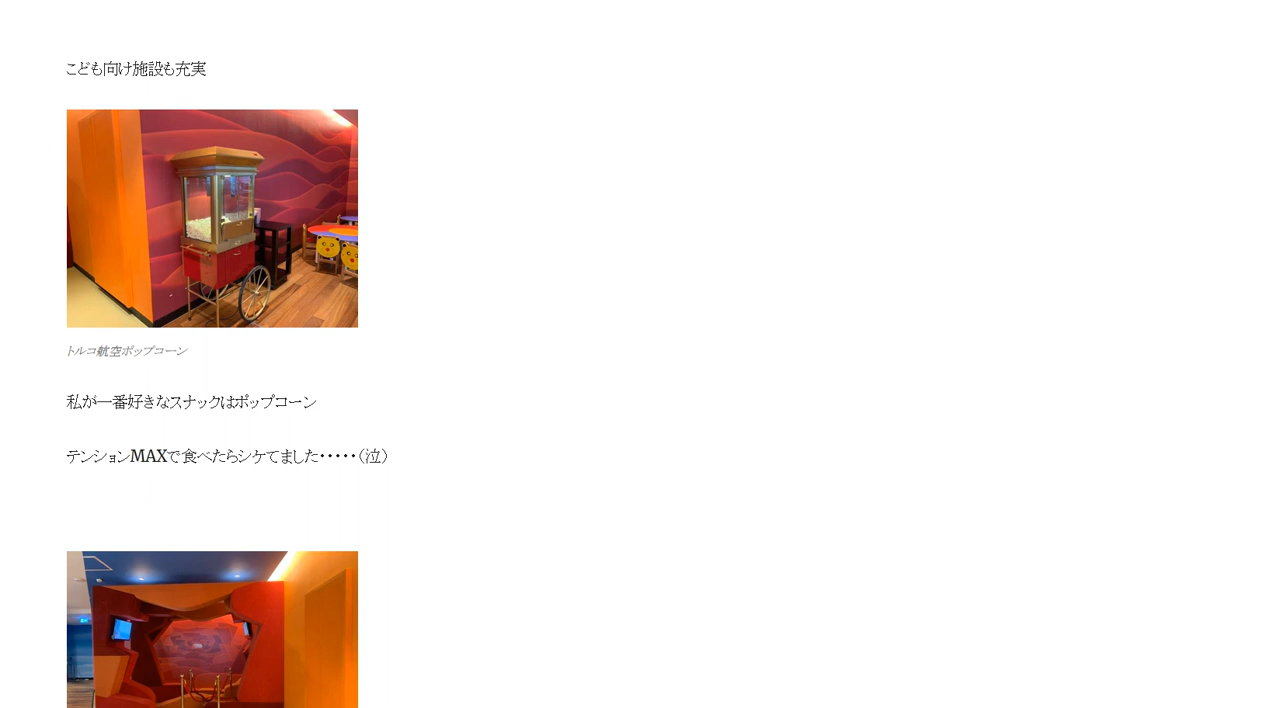 こども向け施設も充実
トルコ航空ポップコーン
私が一番好きなスナックはポップコーン
テンションMAXで食べたらシケてました・・・・・（泣）